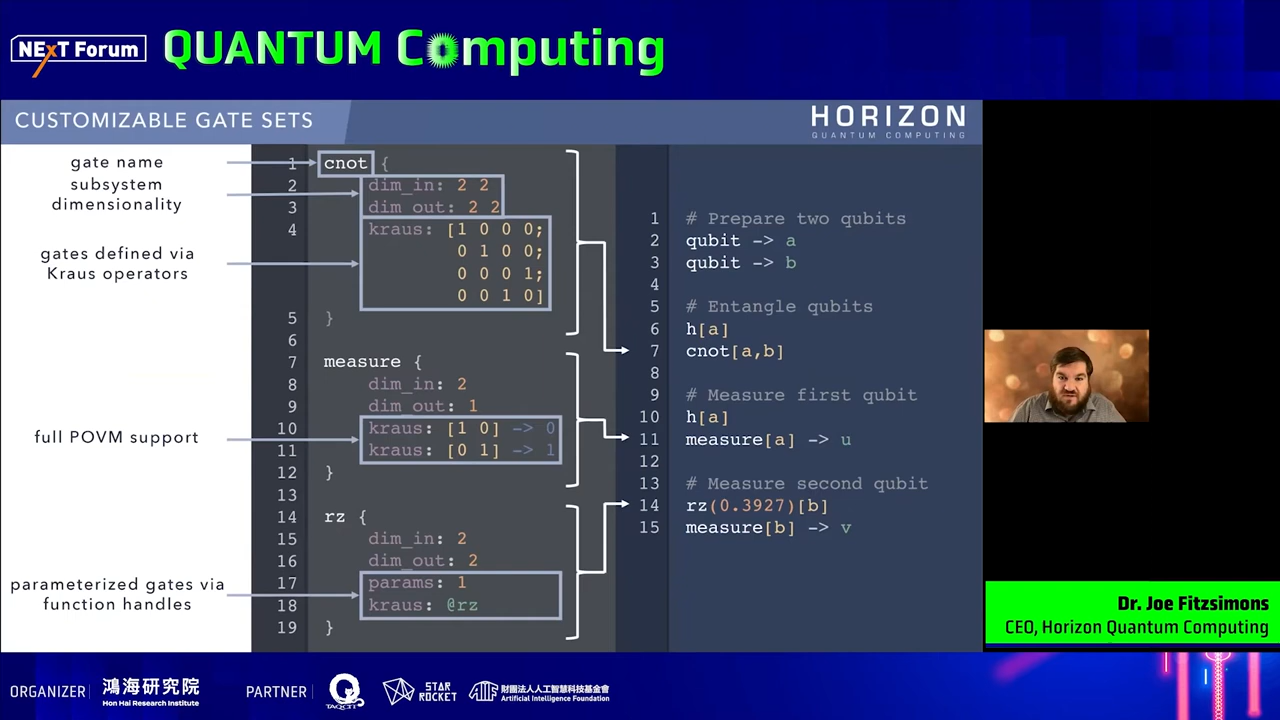 NExT Forum
QUANTUM Computing
CUSTOMIZABLE GATE SETS
HORIZON
QUANTUM COMPUTING
gate name
subsystem
dimensionality
gates defined via
Kraus operators
full POVM support
parameterized gates via
function handles
1 cnot {
2 dim_in: 2 2
3 dim_out: 2 2
4 kraus: [1 0 0 0;
0 1 0 0;
0 0 0 1;
0 0 1 0]
5 }
6
7 measure {
8 dim_in: 2
9 dim_out: 1
10 kraus: [1 0] -> 0
11 kraus: [0 1] -> 1
12 }
13
14 rz {
15 dim_in: 2
16 dim_out: 2
17 params: 1
18 kraus: @rz
19 }
1 # Prepare two qubits
2 qubit -> a
3 qubit -> b
4
5 # Entangle qubits
6 h[a]
7 cnot[a,b]
8
9 # Measure first qubit
10 h[a]
11 measure[a] -> u
12
13 # Measure second qubit
14 rz(0.3927)[b]
15 measure[b] -> v
Dr. Joe Fitzsimons
CEO, Horizon Quantum Computing
ORGANIZER
鴻海研究院
Hon Hai Research Institute
PARTNER
TAQCIT
STAR
ROCKET
財團法人人工智慧科技基金會
Artificial Intelligence Foundation